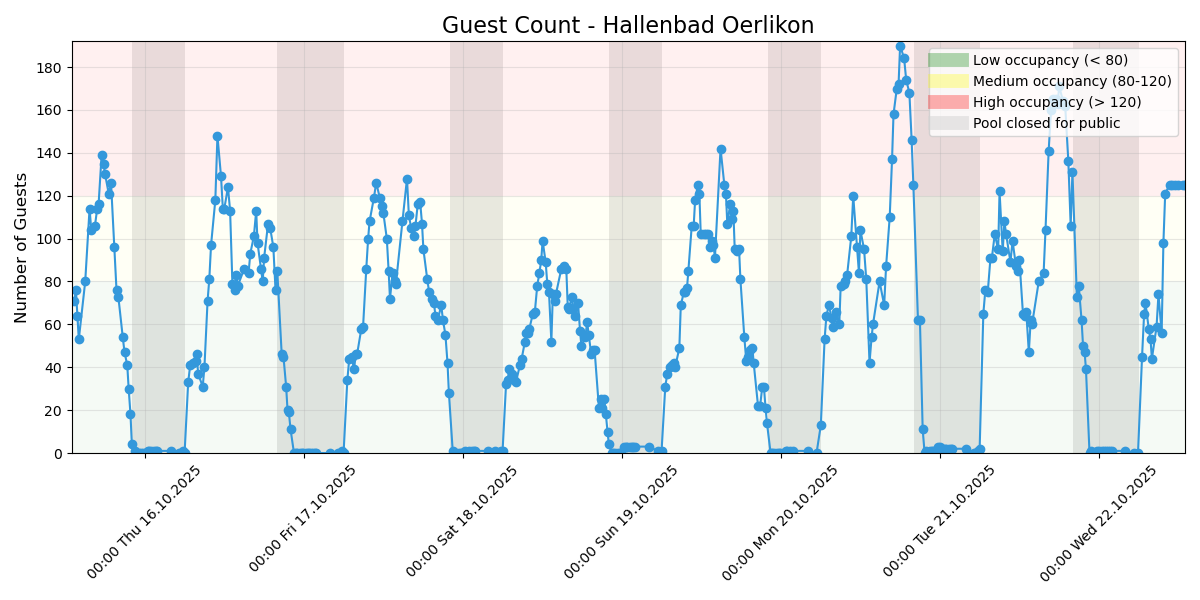 Guest Count - Hallenbad Oerlikon
Number of Guests
180
160
140
120
100
80
60
40
20
0
Low occupancy (< 80)
Medium occupancy (80-120)
High occupancy (> 120)
Pool closed for public
00:00 Thu 16.10.2025
00:00 Fri 17.10.2025
00:00 Sat 18.10.2025
00:00 Sun 19.10.2025
00:00 Mon 20.10.2025
00:00 Tue 21.10.2025
00:00 Wed 22.10.2025